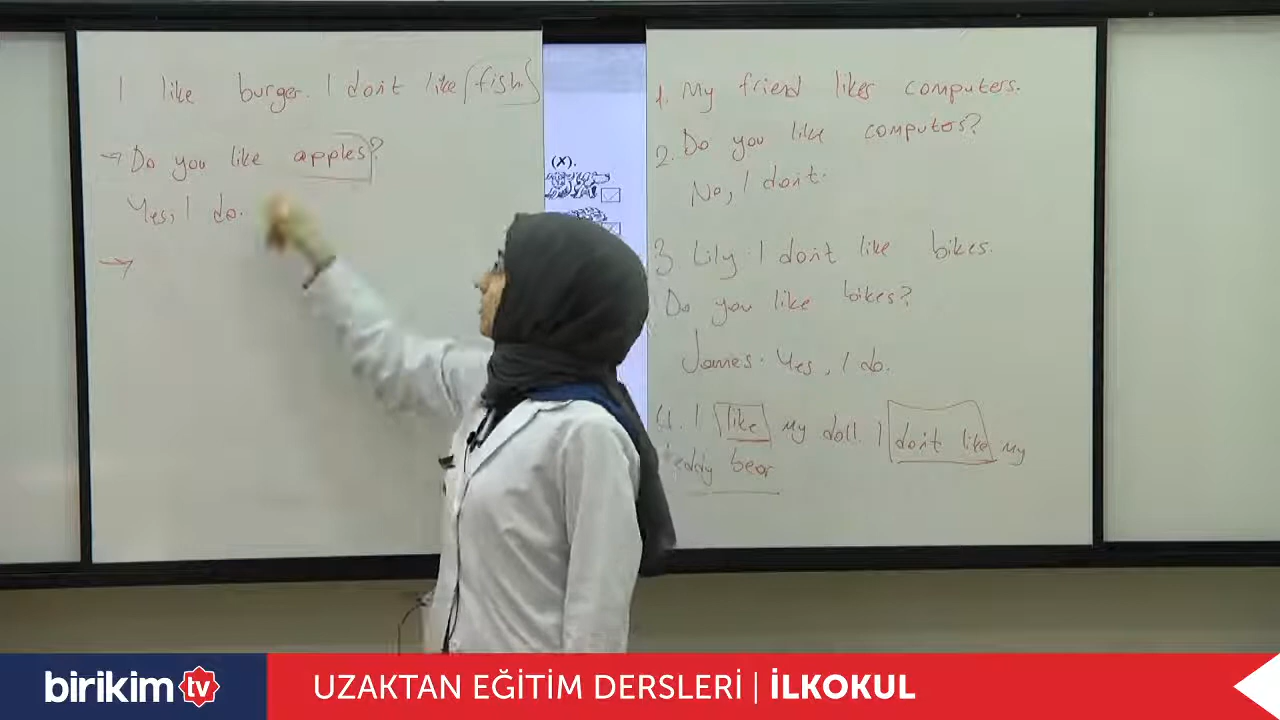 I like burger. I don't like (fish)
→ Do you like apples?
Yes, I do.
→
(X).
1. My friend likes computers.
2. Do you like computers?
No, I don't.
3 Lily. I don't like bikes.
Do you like bikes?
James. Yes, I do.
4. I like my doll. I don't like my
teddy bear
birikim tv
UZAKTAN EĞİTİM DERSLERİ | İLKOKUL